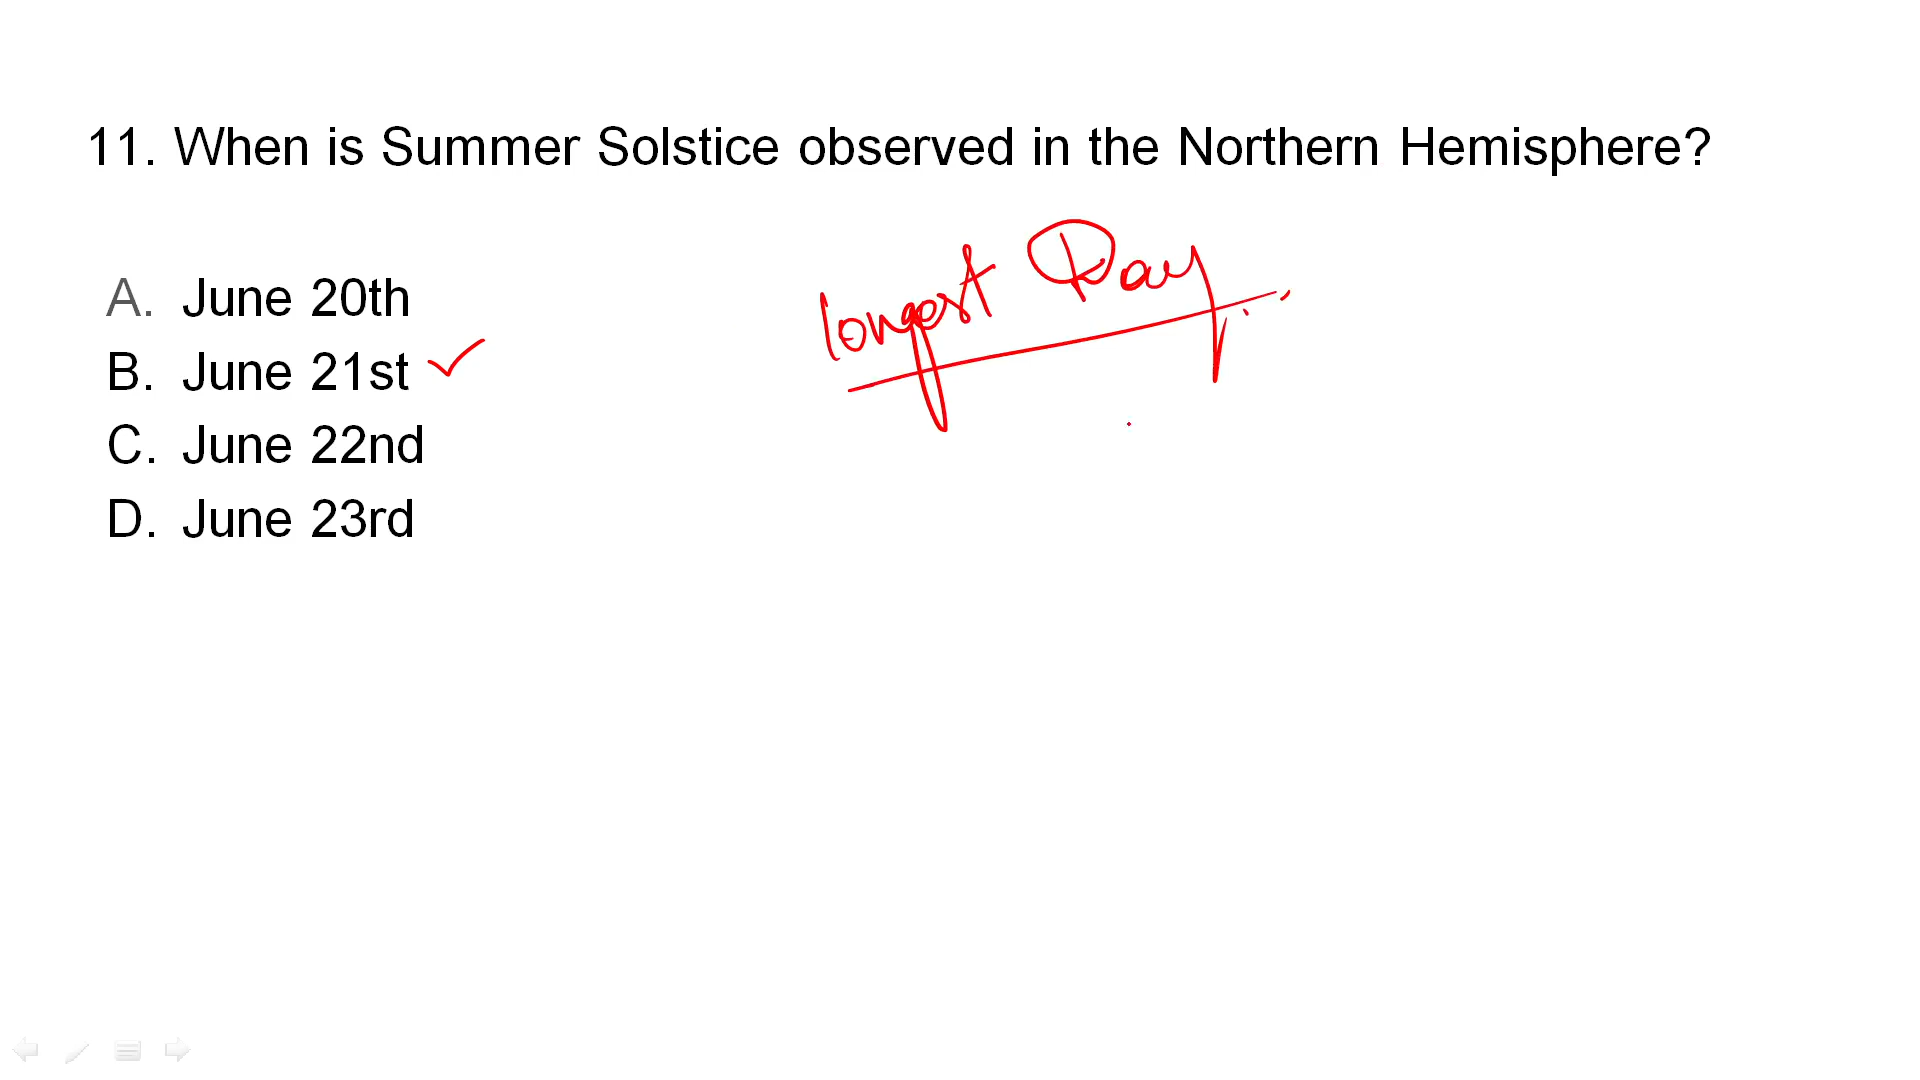 11. When is Summer Solstice observed in the Northern Hemisphere?
longest Day
A. June 20th
B. June 21st ✓
C. June 22nd
D. June 23rd